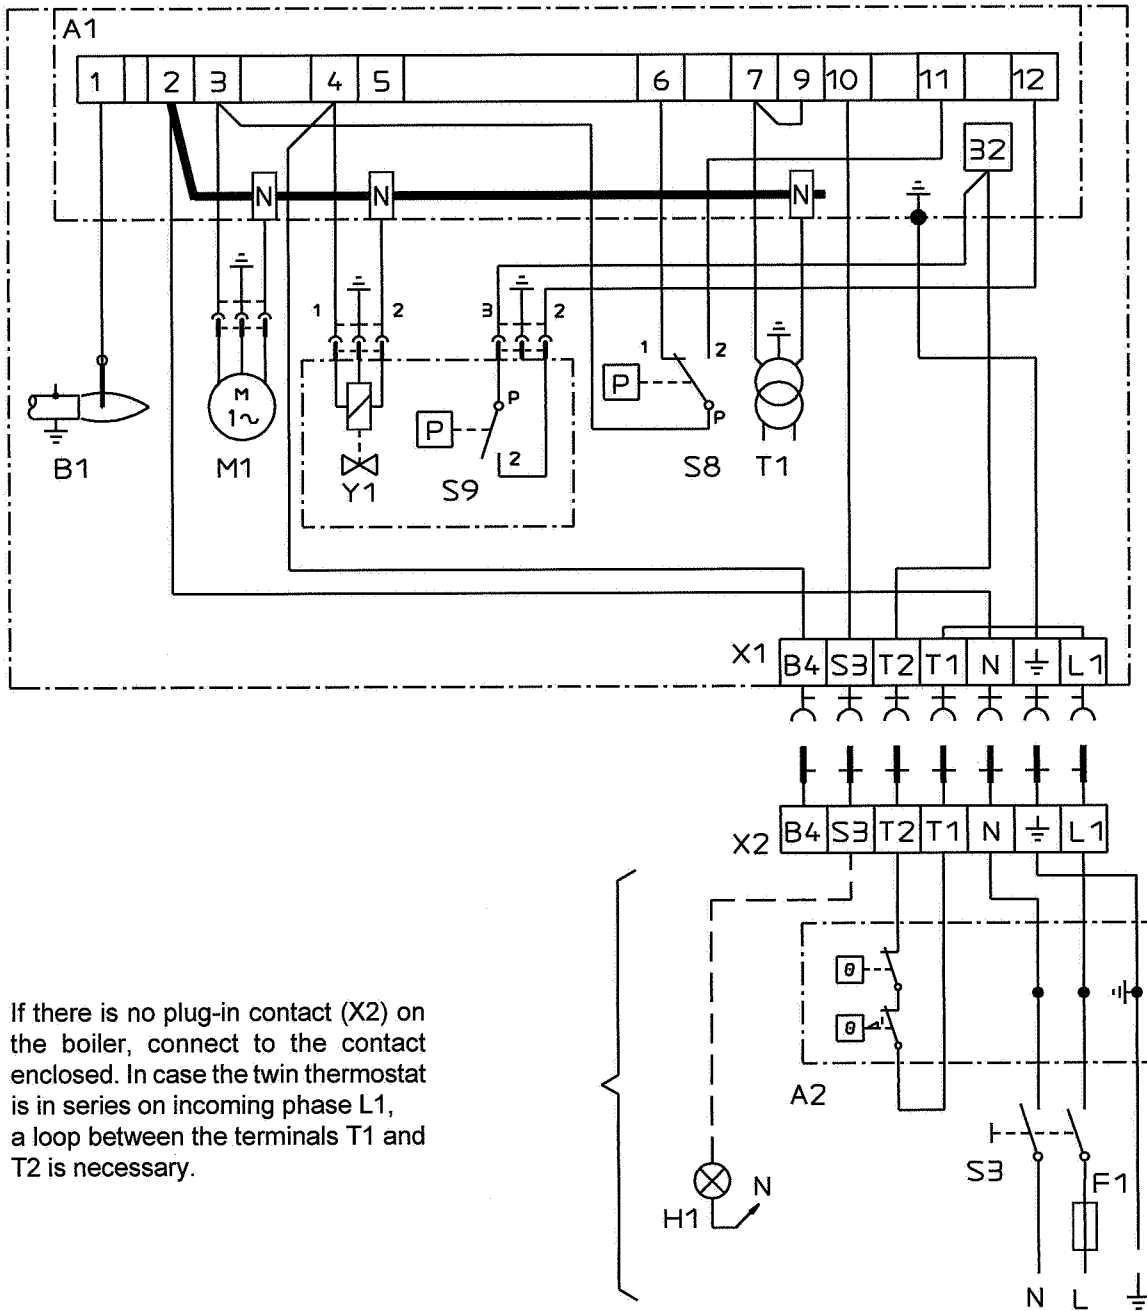 A1
1 2 3 4 5 6 7 9 10 11 12
32
N N N
1 2 3 2
1 2
M
1~
P
P
P
P
2
B1 M1 Y1 S9 S8 T1
X1 B4 S3 T2 T1 N L1
X2 B4 S3 T2 T1 N L1
θ
θ
A2
If there is no plug-in contact (X2) on
the boiler, connect to the contact
enclosed. In case the twin thermostat
is in series on incoming phase L1,
a loop between the terminals T1 and
T2 is necessary.
S3 F1
N
H1
N L